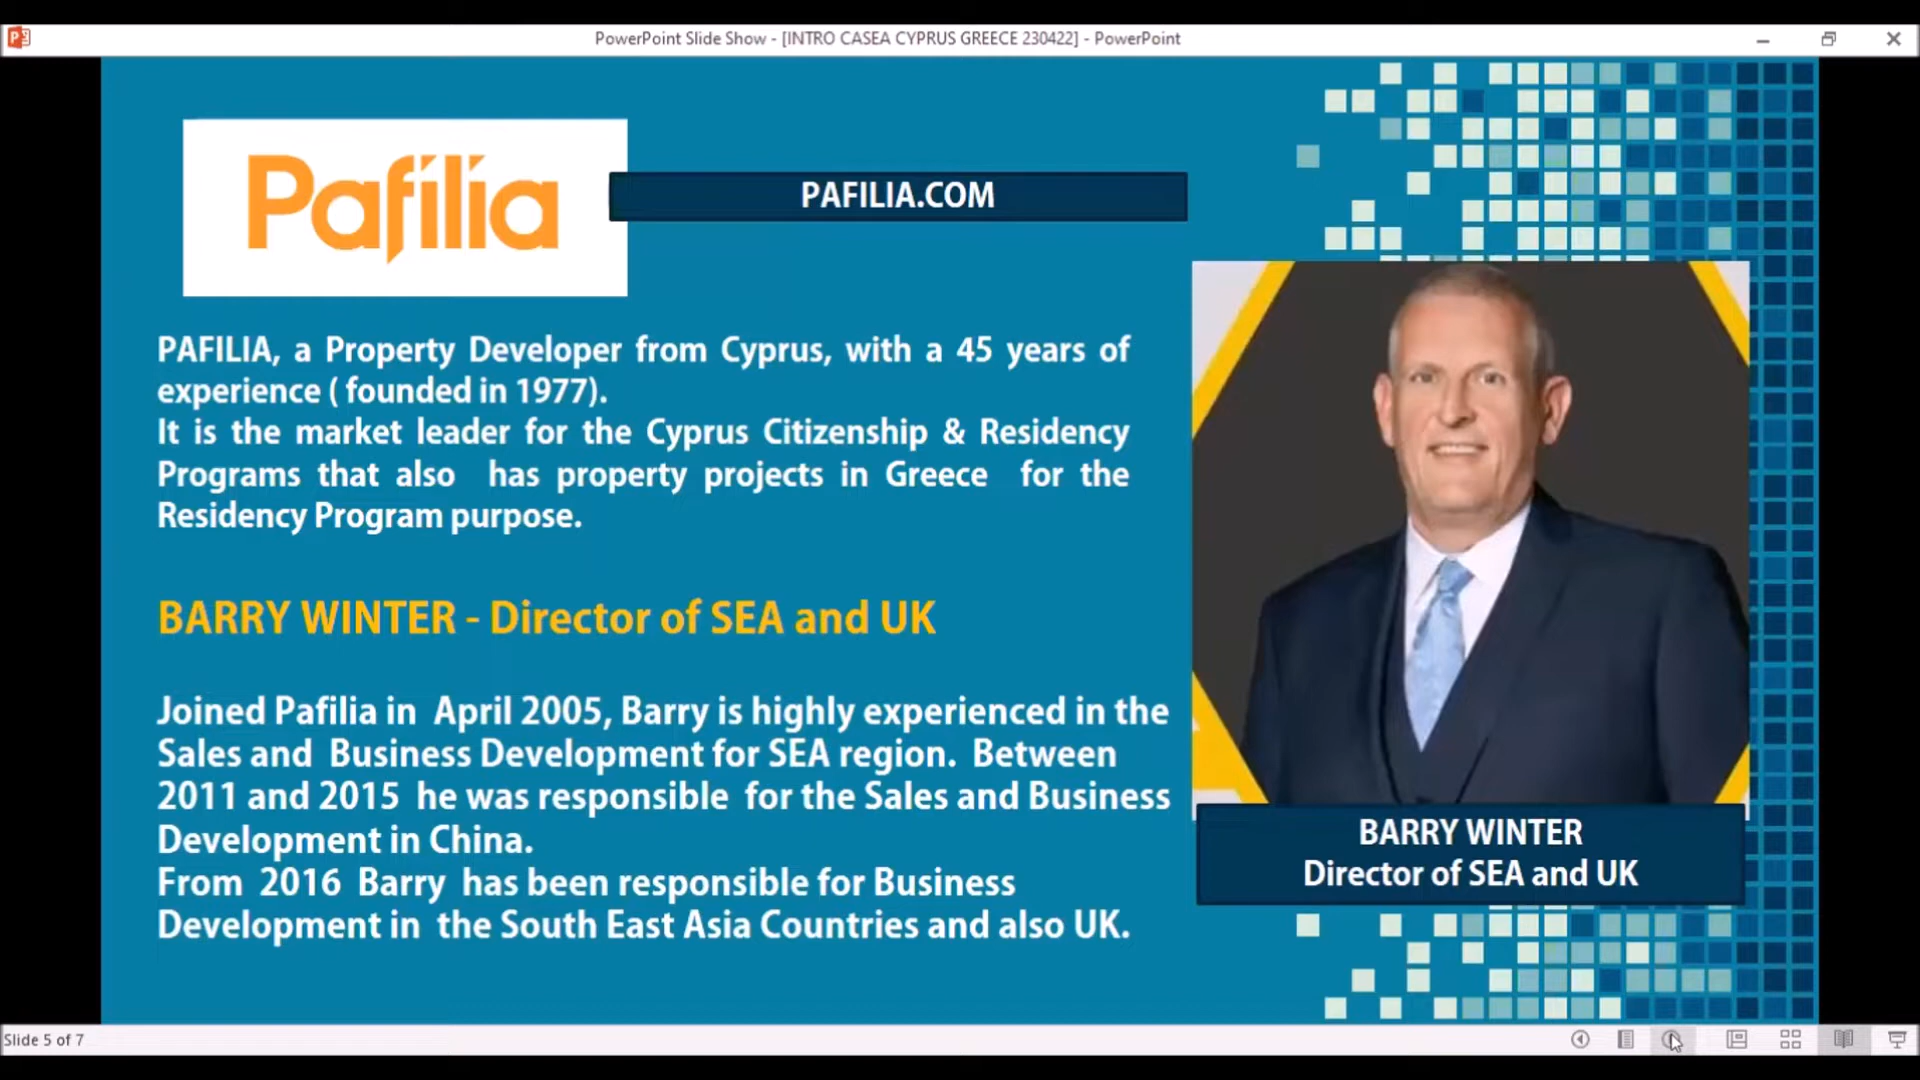 PowerPoint Slide Show - [INTRO CASEA CYPRUS GREECE 230422] - PowerPoint
Pafilia
PAFILIA.COM
PAFILIA, a Property Developer from Cyprus, with a 45 years of
experience ( founded in 1977).
It is the market leader for the Cyprus Citizenship & Residency
Programs that also has property projects in Greece for the
Residency Program purpose.
BARRY WINTER - Director of SEA and UK
Joined Pafilia in April 2005, Barry is highly experienced in the
Sales and Business Development for SEA region. Between
2011 and 2015 he was responsible for the Sales and Business
Development in China.
From 2016 Barry has been responsible for Business
Development in the South East Asia Countries and also UK.
BARRY WINTER
Director of SEA and UK
Slide 5 of 7